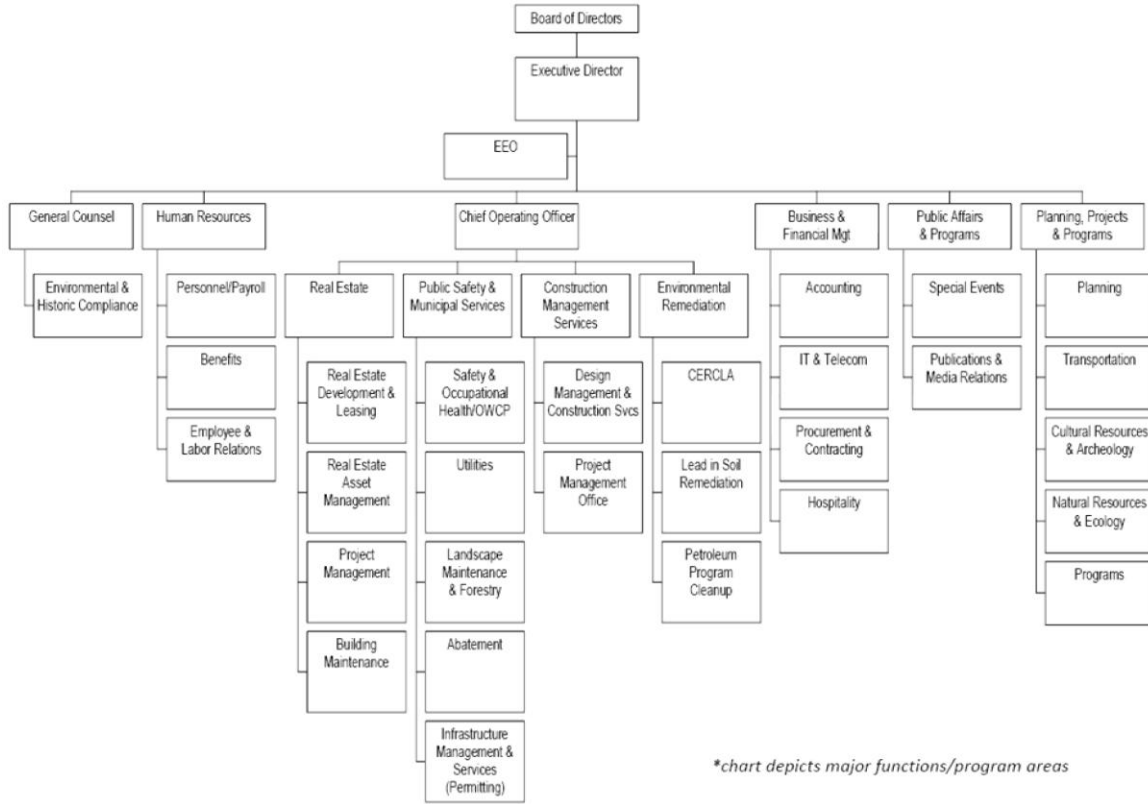 Board of Directors
Executive Director
EEO
General Counsel
Human Resources
Chief Operating Officer
Business &
Financial Mgt
Public Affairs
& Programs
Planning, Projects
& Programs
Environmental &
Historic Compliance
Personnel/Payroll
Benefits
Employee &
Labor Relations
Real Estate
Real Estate
Development &
Leasing
Real Estate
Asset
Management
Project
Management
Building
Maintenance
Public Safety &
Municipal Services
Safety &
Occupational
Health/OWCP
Utilities
Landscape
Maintenance
& Forestry
Abatement
Infrastructure
Management &
Services
(Permitting)
Construction
Management
Services
Design
Management &
Construction Svcs
Project
Management
Office
Environmental
Remediation
CERCLA
Lead in Soil
Remediation
Petroleum
Program
Cleanup
Accounting
IT & Telecom
Procurement &
Contracting
Hospitality
Special Events
Publications &
Media Relations
Planning
Transportation
Cultural Resources
& Archeology
Natural Resources
& Ecology
Programs
*chart depicts major functions/program areas